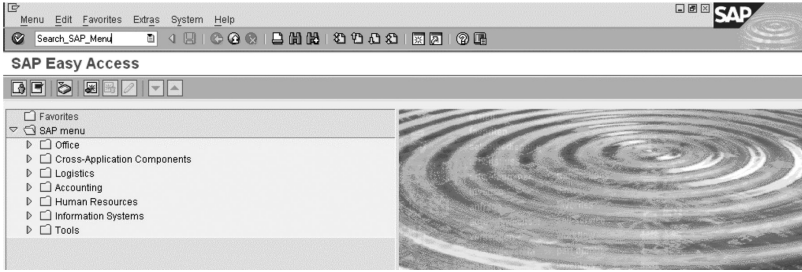 Menu Edit Favorites Extras System Help
SAP
Search_SAP_Menu
SAP Easy Access
Favorites
SAP menu
Office
Cross-Application Components
Logistics
Accounting
Human Resources
Information Systems
Tools